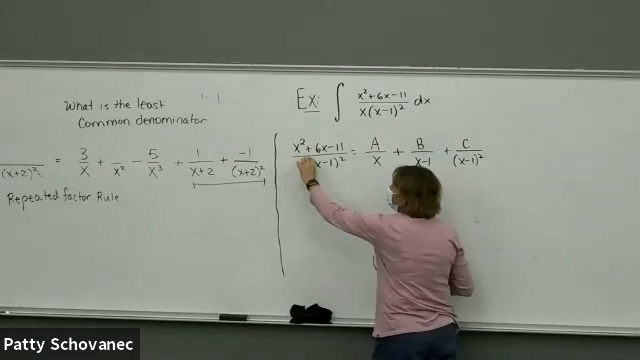 What is the least
common denominator
/(x+2)² = 3/x + /x² - 5/x³ + 1/(x+2) + -1/(x+2)²
Repeated Factor Rule
Ex: ∫ (x²+6x-11)/(x(x-1)²) dx
(x²+6x-11)/( x-1)² = A/x + B/(x-1) + C/(x-1)²
Patty Schovanec